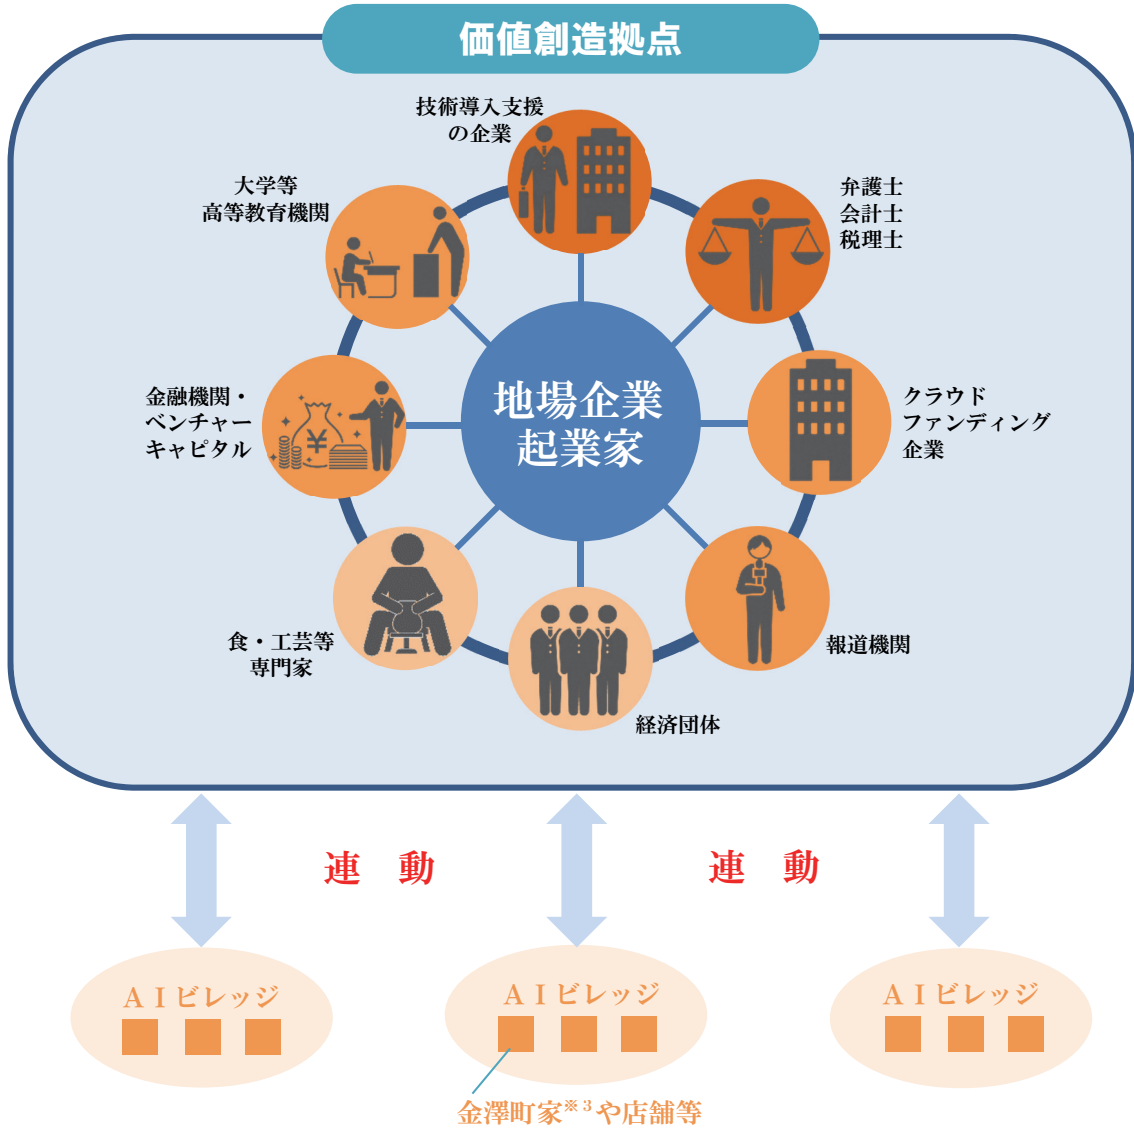 価値創造拠点
技術導入支援
の企業
大学等
高等教育機関
弁護士
会計士
税理士
金融機関・
ベンチャー
キャピタル
地場企業
起業家
クラウド
ファンディング
企業
食・工芸等
専門家
報道機関
経済団体
連 動
連 動
ＡＩビレッジ
ＡＩビレッジ
ＡＩビレッジ
金澤町家※3や店舗等